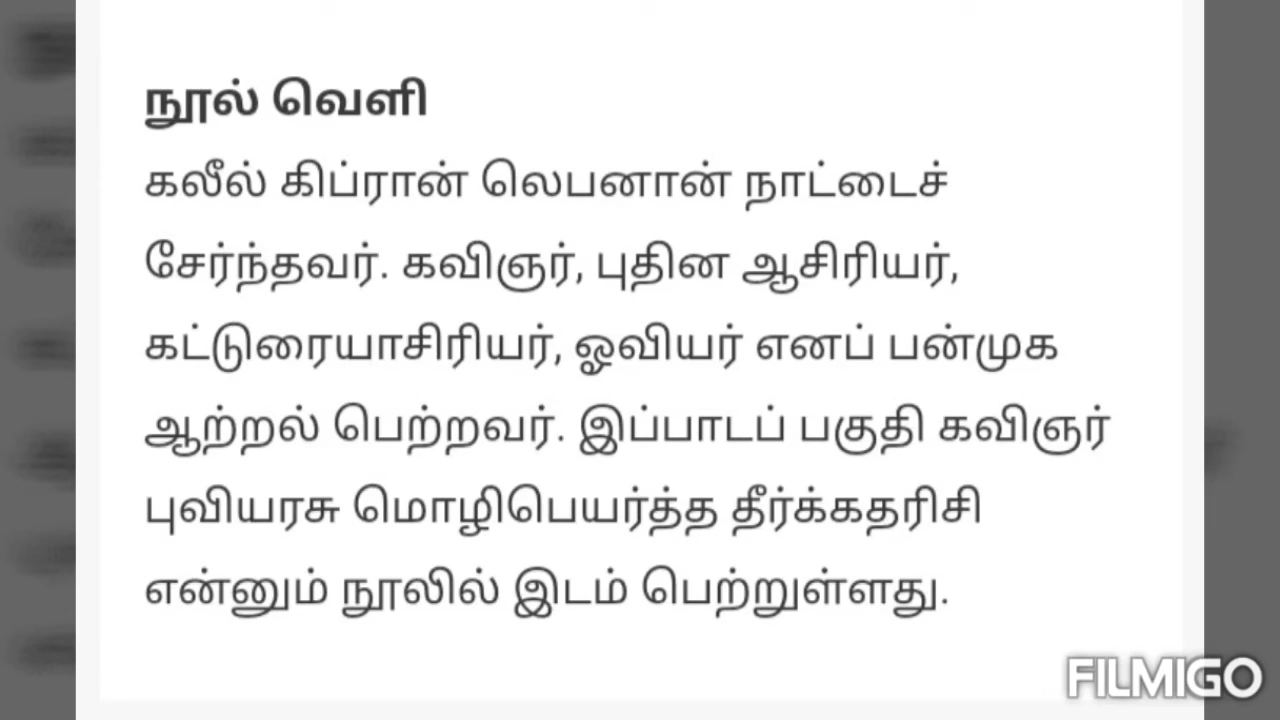 நூல் வெளி
கலீல் கிப்ரான் லெபனான் நாட்டைச்
சேர்ந்தவர். கவிஞர், புதின ஆசிரியர்,
கட்டுரையாசிரியர், ஓவியர் எனப் பன்முக
ஆற்றல் பெற்றவர். இப்பாடப் பகுதி கவிஞர்
புவியரசு மொழிபெயர்த்த தீர்க்கதரிசி
என்னும் நூலில் இடம் பெற்றுள்ளது.
FILMIGO